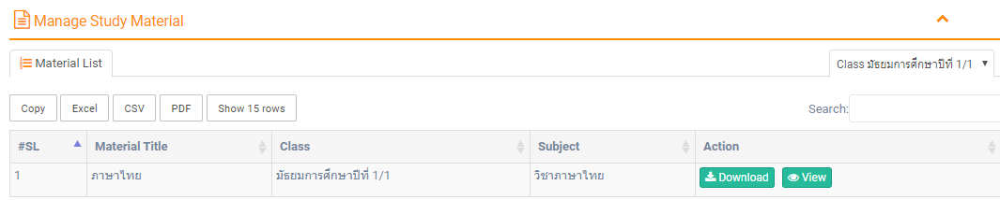 Manage Study Material
Material List
Class มัธยมการศึกษาปีที่ 1/1
Copy Excel CSV PDF Show 15 rows
Search:
#SL Material Title Class Subject Action
1 ภาษาไทย มัธยมการศึกษาปีที่ 1/1 วิชาภาษาไทย Download View